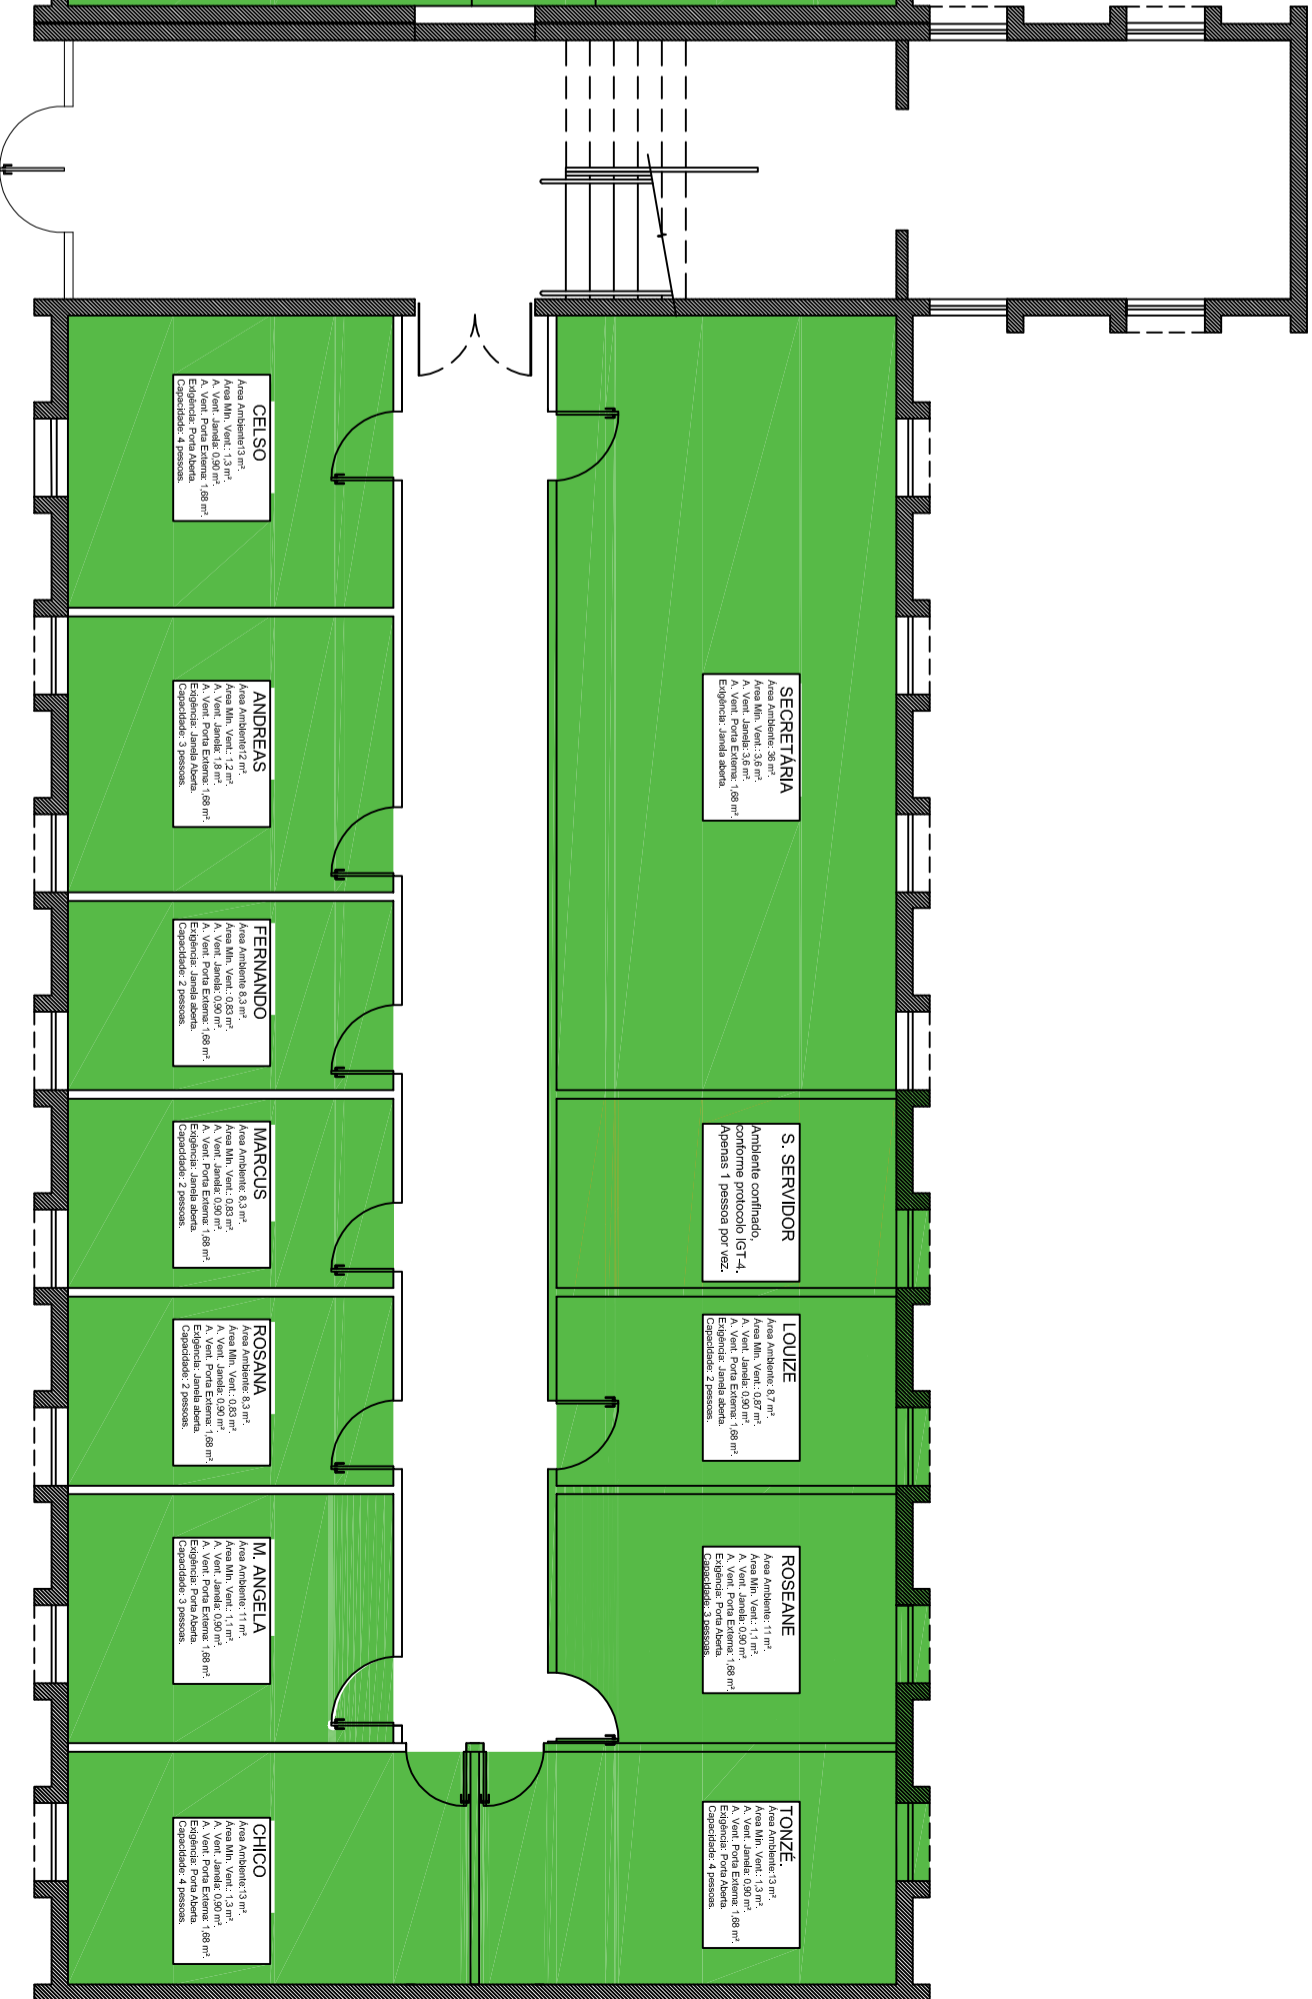 CELSO
Área Ambiente13 m².
Área Mín. Vent.: 1,3 m².
A. Vent. Janela: 0,90 m².
A. Vent. Porta Externa: 1,68 m².
Exigência: Porta Aberta.
Capacidade: 4 pessoas.
SECRETÁRIA
Área Ambiente: 36 m².
Área Mín. Vent.: 3,6 m².
A. Vent. Janela: 3,6 m².
A. Vent. Porta Externa: 1,68 m².
Exigência: Janela aberta.
ANDREAS
Área Ambiente12 m².
Área Mín. Vent.: 1,2 m².
A. Vent. Janela: 1,8 m².
A. Vent. Porta Externa: 1,68 m².
Exigência: Janela Aberta.
Capacidade: 3 pessoas.
FERNANDO
Área Ambiente 8,3 m².
Área Mín. Vent.: 0,83 m².
A. Vent. Janela: 0,90 m².
A. Vent. Porta Externa: 1,68 m².
Exigência: Janela aberta.
Capacidade: 2 pessoas.
MARCUS
Área Ambiente: 8,3 m².
Área Mín. Vent.: 0,83 m².
A. Vent. Janela: 0,90 m².
A. Vent. Porta Externa: 1,68 m².
Exigência: Janela aberta.
Capacidade: 2 pessoas.
S. SERVIDOR
Ambiente confinado,
conforme protocolo IGT-4.
Apenas 1 pessoa por vez.
ROSANA
Área Ambiente: 8,3 m².
Área Mín. Vent.: 0,83 m².
A. Vent. Janela: 0,90 m².
A. Vent. Porta Externa: 1,68 m².
Exigência: Janela aberta.
Capacidade: 2 pessoas.
LOUIZE
Área Ambiente: 8,7 m².
Área Mín. Vent.: 0,87 m².
A. Vent. Janela: 0,90 m².
A. Vent. Porta Externa: 1,68 m².
Exigência: Janela aberta.
Capacidade: 2 pessoas.
M. ANGELA
Área Ambiente: 11 m².
Área Mín. Vent.: 1,1 m².
A. Vent. Janela: 0,90 m².
A. Vent. Porta Externa: 1,68 m².
Exigência: Porta Aberta.
Capacidade: 3 pessoas.
ROSEANE
Área Ambiente: 11 m².
Área Mín. Vent.: 1,1 m².
A. Vent. Janela: 0,90 m².
A. Vent. Porta Externa: 1,68 m².
Exigência: Porta Aberta.
Capacidade: 3 pessoas.
CHICO
Área Ambiente:13 m².
Área Mín. Vent.: 1,3 m².
A. Vent. Janela: 0,90 m².
A. Vent. Porta Externa: 1,68 m².
Exigência: Porta Aberta.
Capacidade: 4 pessoas.
TONZÉ.
Área Ambiente:13 m².
Área Mín. Vent.: 1,3 m².
A. Vent. Janela: 0,90 m².
A. Vent. Porta Externa: 1,68 m².
Exigência: Porta Aberta.
Capacidade: 4 pessoas.